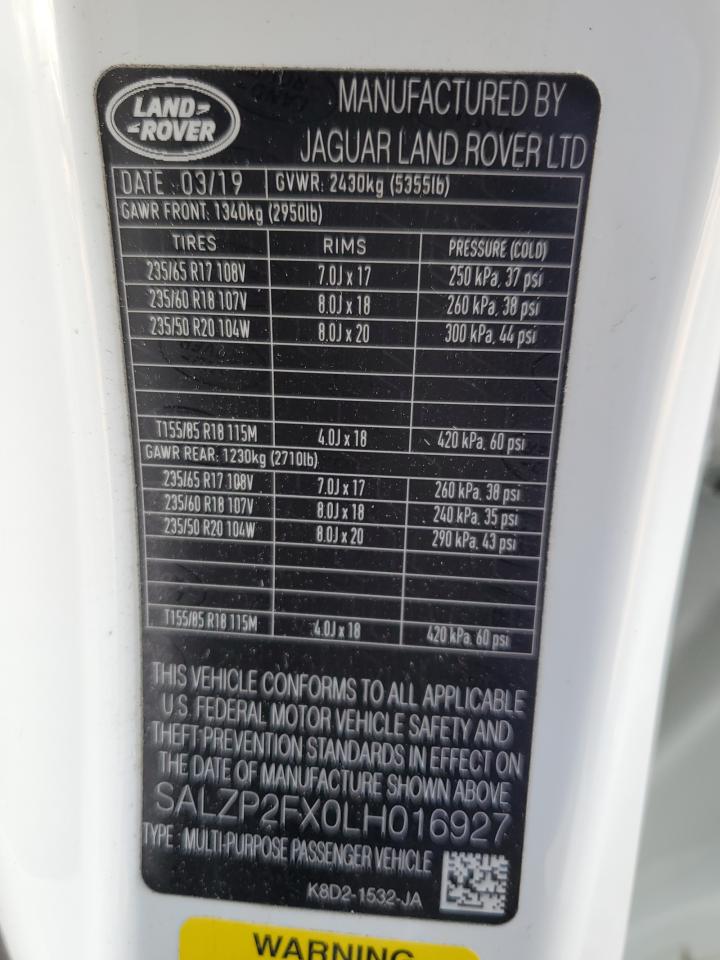 LAND-
-ROVER
MANUFACTURED BY
JAGUAR LAND ROVER LTD
DATE : 03/19 GVWR: 2430kg (5355lb)
GAWR FRONT: 1340kg (2950lb)
TIRES RIMS PRESSURE (COLD)
235/65 R17 108V 7.0J x 17 250 kPa, 37 psi
235/60 R18 107V 8.0J x 18 260 kPa, 38 psi
235/50 R20 104W 8.0J x 20 300 kPa, 44 psi
T155/85 R18 115M 4.0J x 18 420 kPa, 60 psi
GAWR REAR: 1230kg (2710lb)
235/65 R17 108V 7.0J x 17 260 kPa, 38 psi
235/60 R18 107V 8.0J x 18 240 kPa, 35 psi
235/50 R20 104W 8.0J x 20 290 kPa, 43 psi
T155/85 R18 115M 4.0J x 18 420 kPa, 60 psi
THIS VEHICLE CONFORMS TO ALL APPLICABLE
U.S. FEDERAL MOTOR VEHICLE SAFETY AND
THEFT-PREVENTION STANDARDS IN EFFECT ON
THE DATE OF MANUFACTURE SHOWN ABOVE
SALZP2FX0LH016927
TYPE : MULTI-PURPOSE PASSENGER VEHICLE
K8D2-1532-JA
WARNING